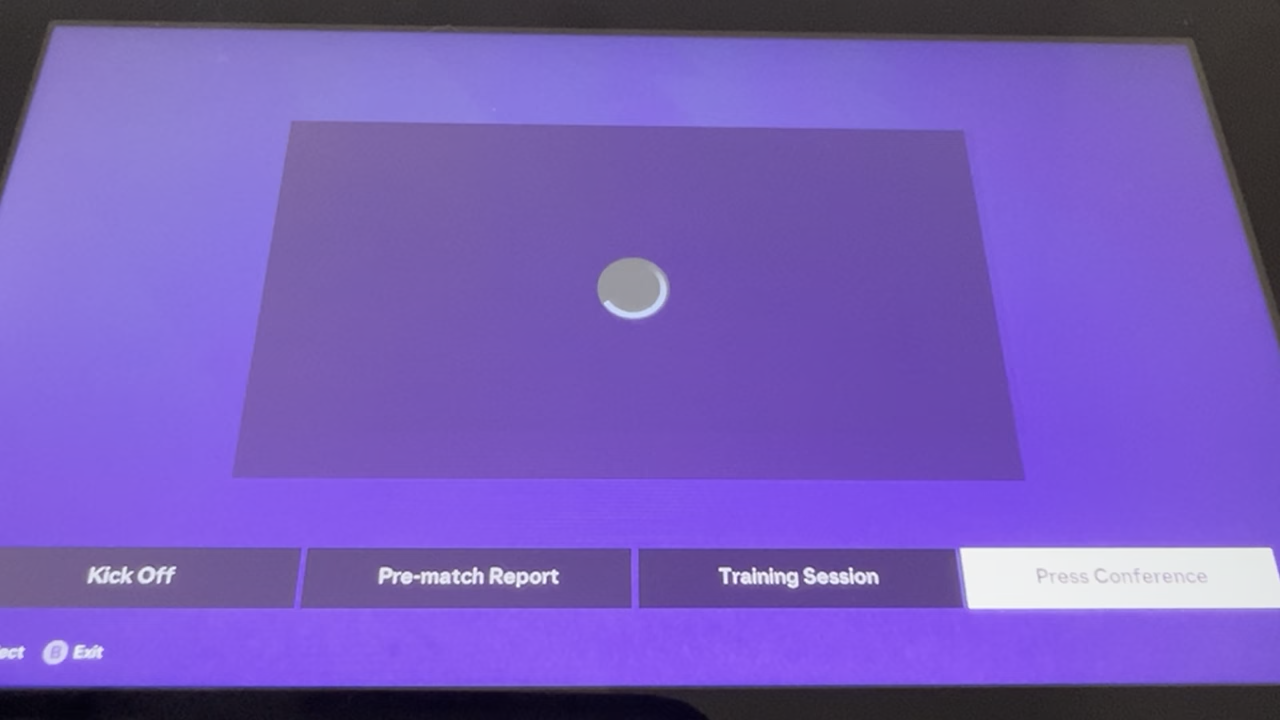 Kick Off
Pre-match Report
Training Session
Press Conference
B Exit